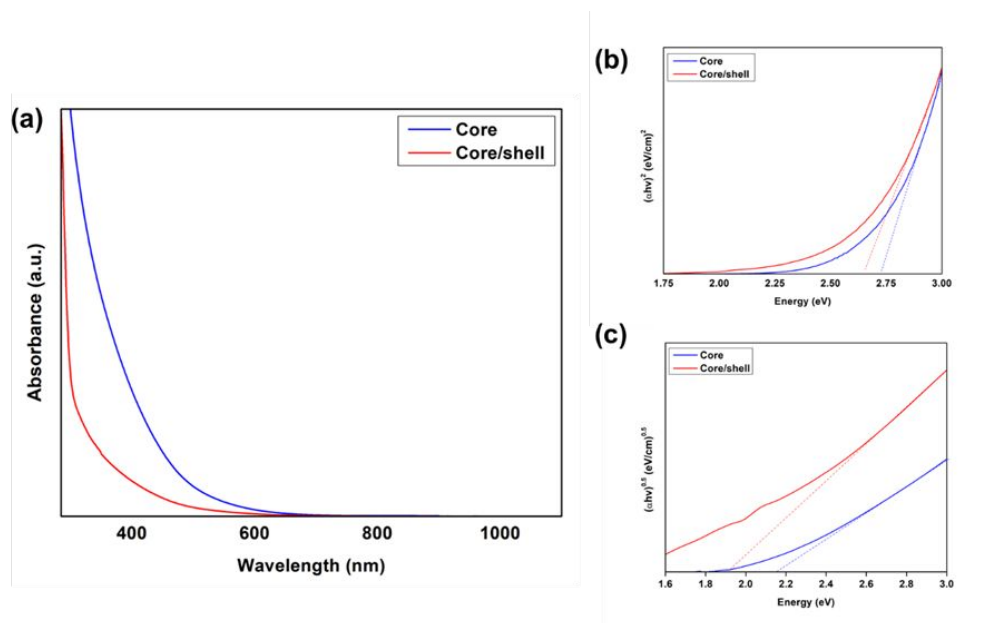 (a)
Core
Core/shell
Absorbance (a.u.)
400 600 800 1000
Wavelength (nm)
(b)
Core
Core/shell
(αhν)² (eV/cm)²
1.75 2.00 2.25 2.50 2.75 3.00
Energy (eV)
(c)
Core
Core/shell
(αhν)⁰·⁵ (eV/cm)⁰·⁵
1.6 1.8 2.0 2.2 2.4 2.6 2.8 3.0
Energy (eV)